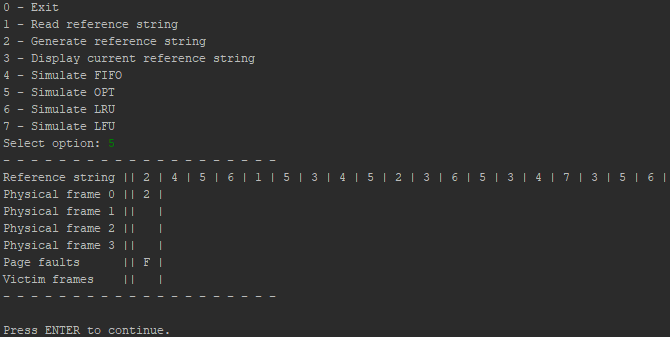 0 - Exit
1 - Read reference string
2 - Generate reference string
3 - Display current reference string
4 - Simulate FIFO
5 - Simulate OPT
6 - Simulate LRU
7 - Simulate LFU
Select option: 5
- - - - - - - - - - - - - - - - - - - -
Reference string || 2 | 4 | 5 | 6 | 1 | 5 | 3 | 4 | 5 | 2 | 3 | 6 | 5 | 3 | 4 | 7 | 3 | 5 | 6 |
Physical frame 0 || 2 |
Physical frame 1 ||   |
Physical frame 2 ||   |
Physical frame 3 ||   |
Page faults      || F |
Victim frames    ||   |
- - - - - - - - - - - - - - - - - - - -
Press ENTER to continue.